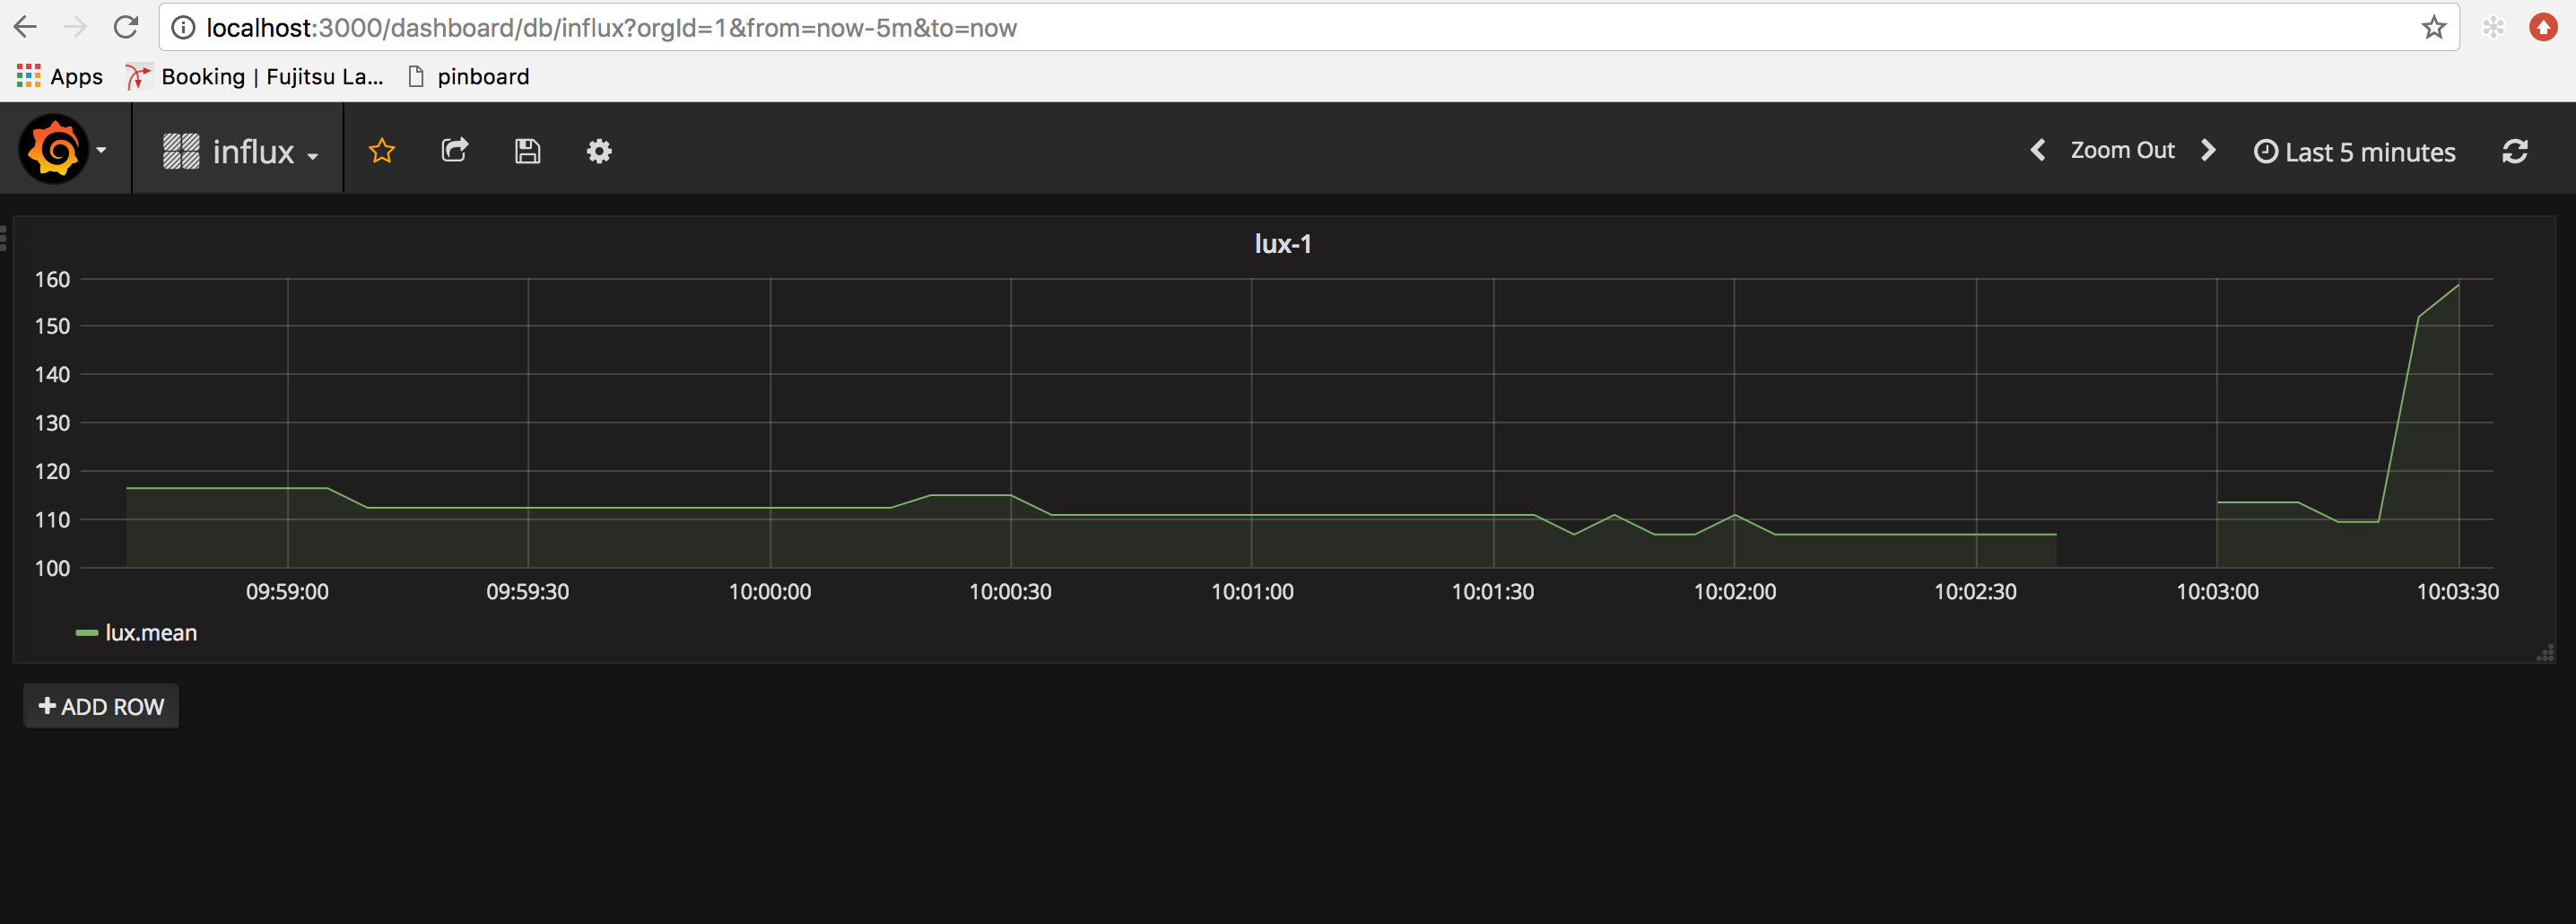 localhost:3000/dashboard/db/influx?orgId=1&from=now-5m&to=now
Apps Booking | Fujitsu La... pinboard
influx Zoom Out Last 5 minutes
lux-1
160
150
140
130
120
110
100
09:59:00 09:59:30 10:00:00 10:00:30 10:01:00 10:01:30 10:02:00 10:02:30 10:03:00 10:03:30
lux.mean
+ ADD ROW